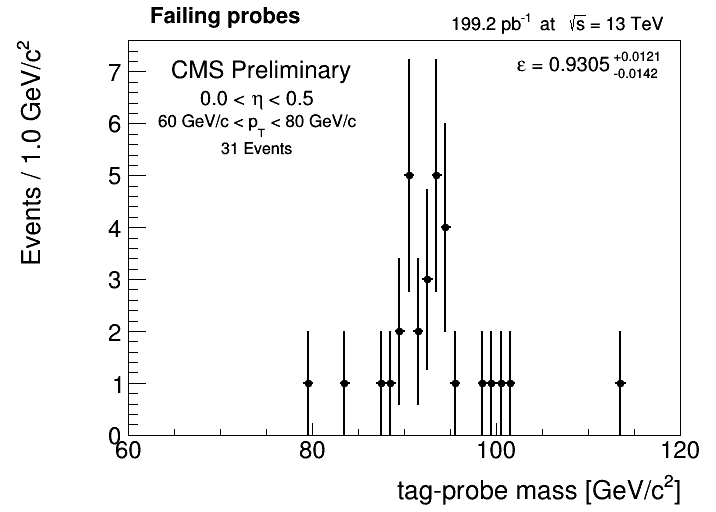 Failing probes
199.2 pb⁻¹ at √s = 13 TeV
CMS Preliminary
0.0 < η < 0.5
60 GeV/c < p_T < 80 GeV/c
31 Events
ε = 0.9305 +0.0121 -0.0142
Events / 1.0 GeV/c²
7
6
5
4
3
2
1
0
60 80 100 120
tag-probe mass [GeV/c²]